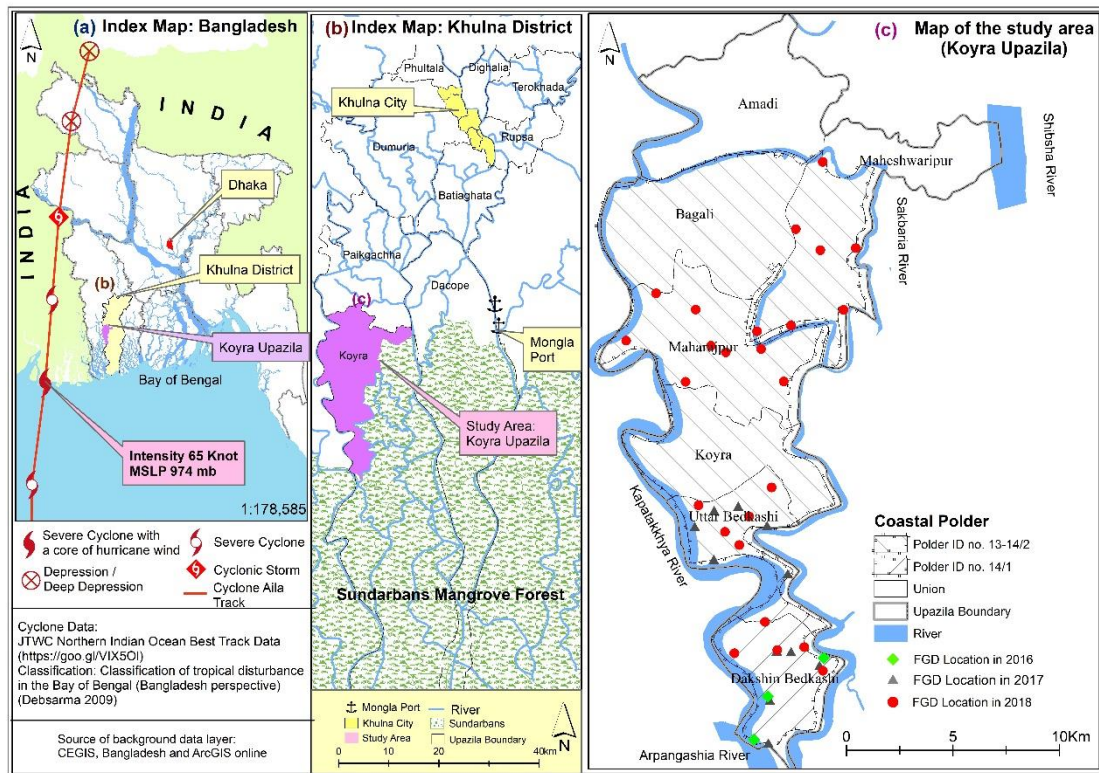 (a) Index Map: Bangladesh
N
INDIA
INDIA
Dhaka
Khulna District
(b)
Koyra Upazila
Bay of Bengal
Intensity 65 Knot
MSLP 974 mb
1:178,585
Severe Cyclone with
a core of hurricane wind
Severe Cyclone
Depression /
Deep Depression
Cyclonic Storm
Cyclone Aila
Track
Cyclone Data:
JTWC Northern Indian Ocean Best Track Data
(https://goo.gl/VIX5OI)
Classification: Classification of tropical disturbance
in the Bay of Bengal (Bangladesh perspective)
(Debsarma 2009)
Source of background data layer:
CEGIS, Bangladesh and ArcGIS online
(b) Index Map: Khulna District
N
Phultala
Dighalia
Terokhada
Khulna City
Rupsa
Dumuria
Batiaghata
Paikgachha
Dacope
(c)
Koyra
Mongla
Port
Study Area:
Koyra Upazila
Sundarbans Mangrove Forest
Mongla Port
River
Khulna City
Sundarbans
Study Area
Upazila Boundary
N
0 20 40Km
(c) Map of the study area
(Koyra Upazila)
N
Amadi
Shibsha River
Maheshwaripur
Bagali
Sakbaria River
Maharajpur
Koyra
Kapatakkhya River
Uttar Bedkashi
Dakshin Bedkashi
Arpangashia River
Coastal Polder
Polder ID no. 13-14/2
Polder ID no. 14/1
Union
Upazila Boundary
River
FGD Location in 2016
FGD Location in 2017
FGD Location in 2018
0 5 10Km